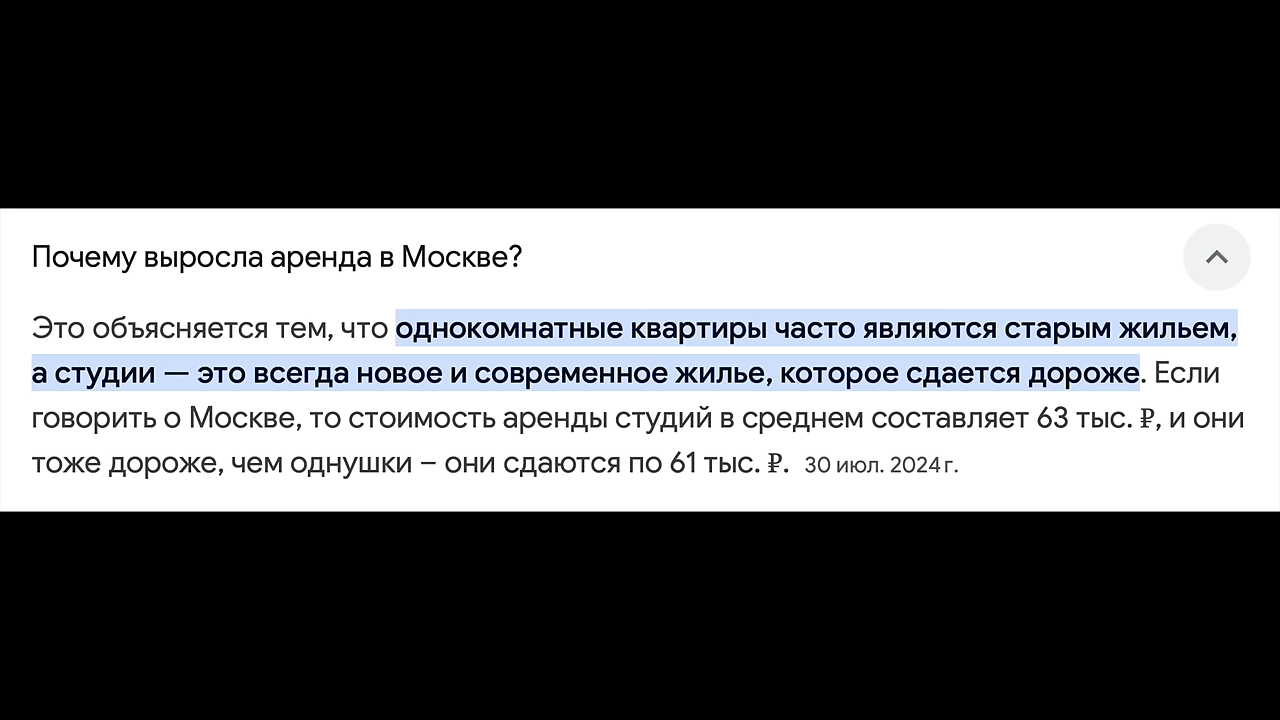 Почему выросла аренда в Москве?
Это объясняется тем, что однокомнатные квартиры часто являются старым жильем,
а студии — это всегда новое и современное жилье, которое сдается дороже. Если
говорить о Москве, то стоимость аренды студий в среднем составляет 63 тыс. ₽, и они
тоже дороже, чем однушки – они сдаются по 61 тыс. ₽. 30 июл. 2024 г.